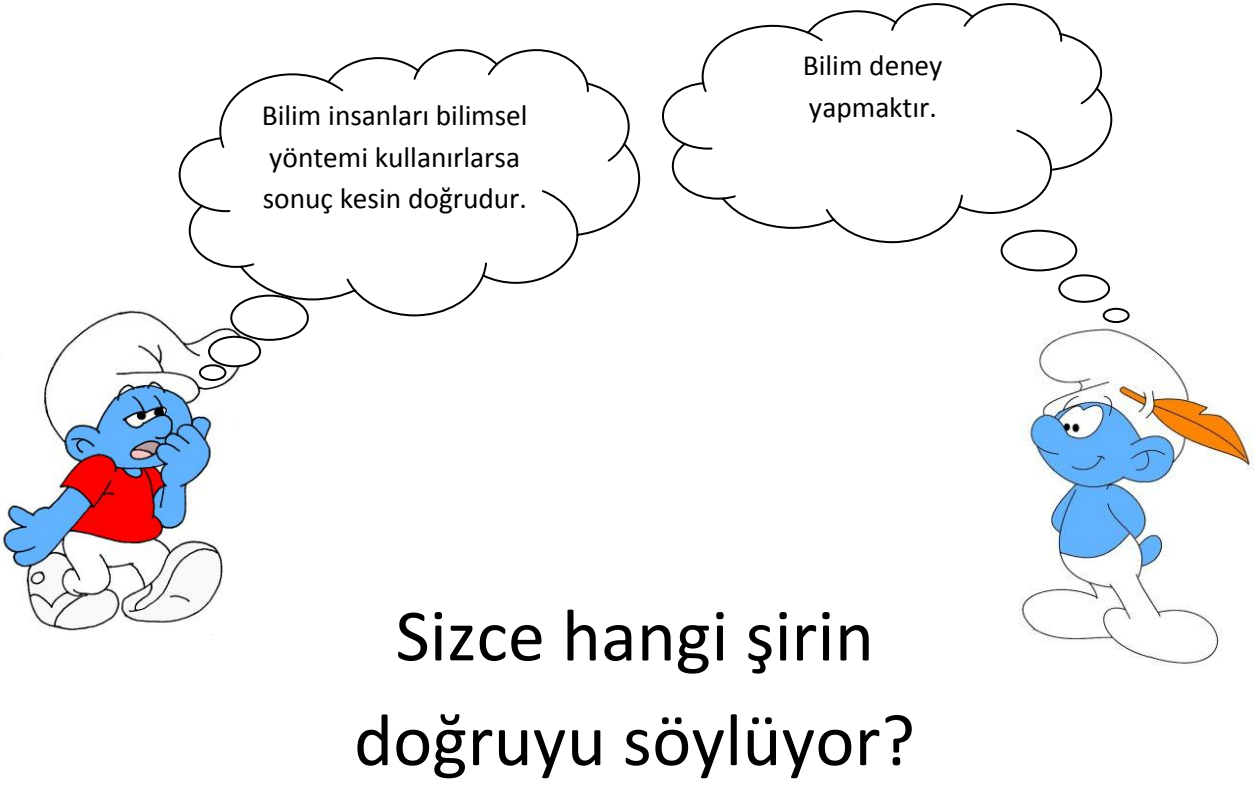 Bilim insanları bilimsel
yöntemi kullanırlarsa
sonuç kesin doğrudur.
Bilim deney
yapmaktır.
Sizce hangi şirin
doğruyu söylüyor?